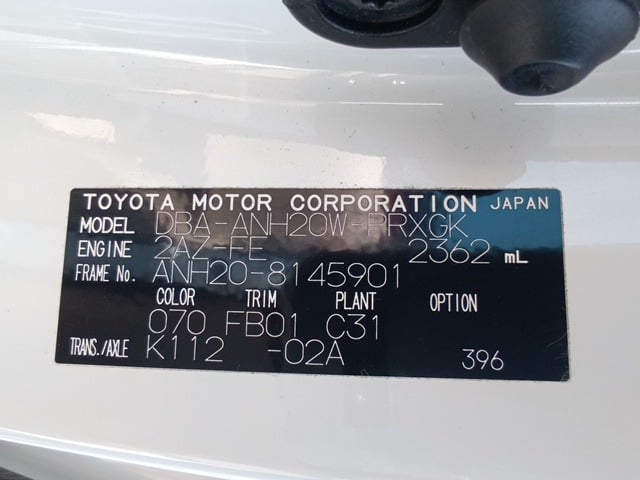 TOYOTA MOTOR CORPORATION JAPAN
MODEL DBA-ANH20W-PRXGK
ENGINE 2AZ-FE 2362 mL
FRAME No. ANH20-8145901
COLOR TRIM PLANT OPTION
070 FB01 C31
TRANS./AXLE K112 -02A 396